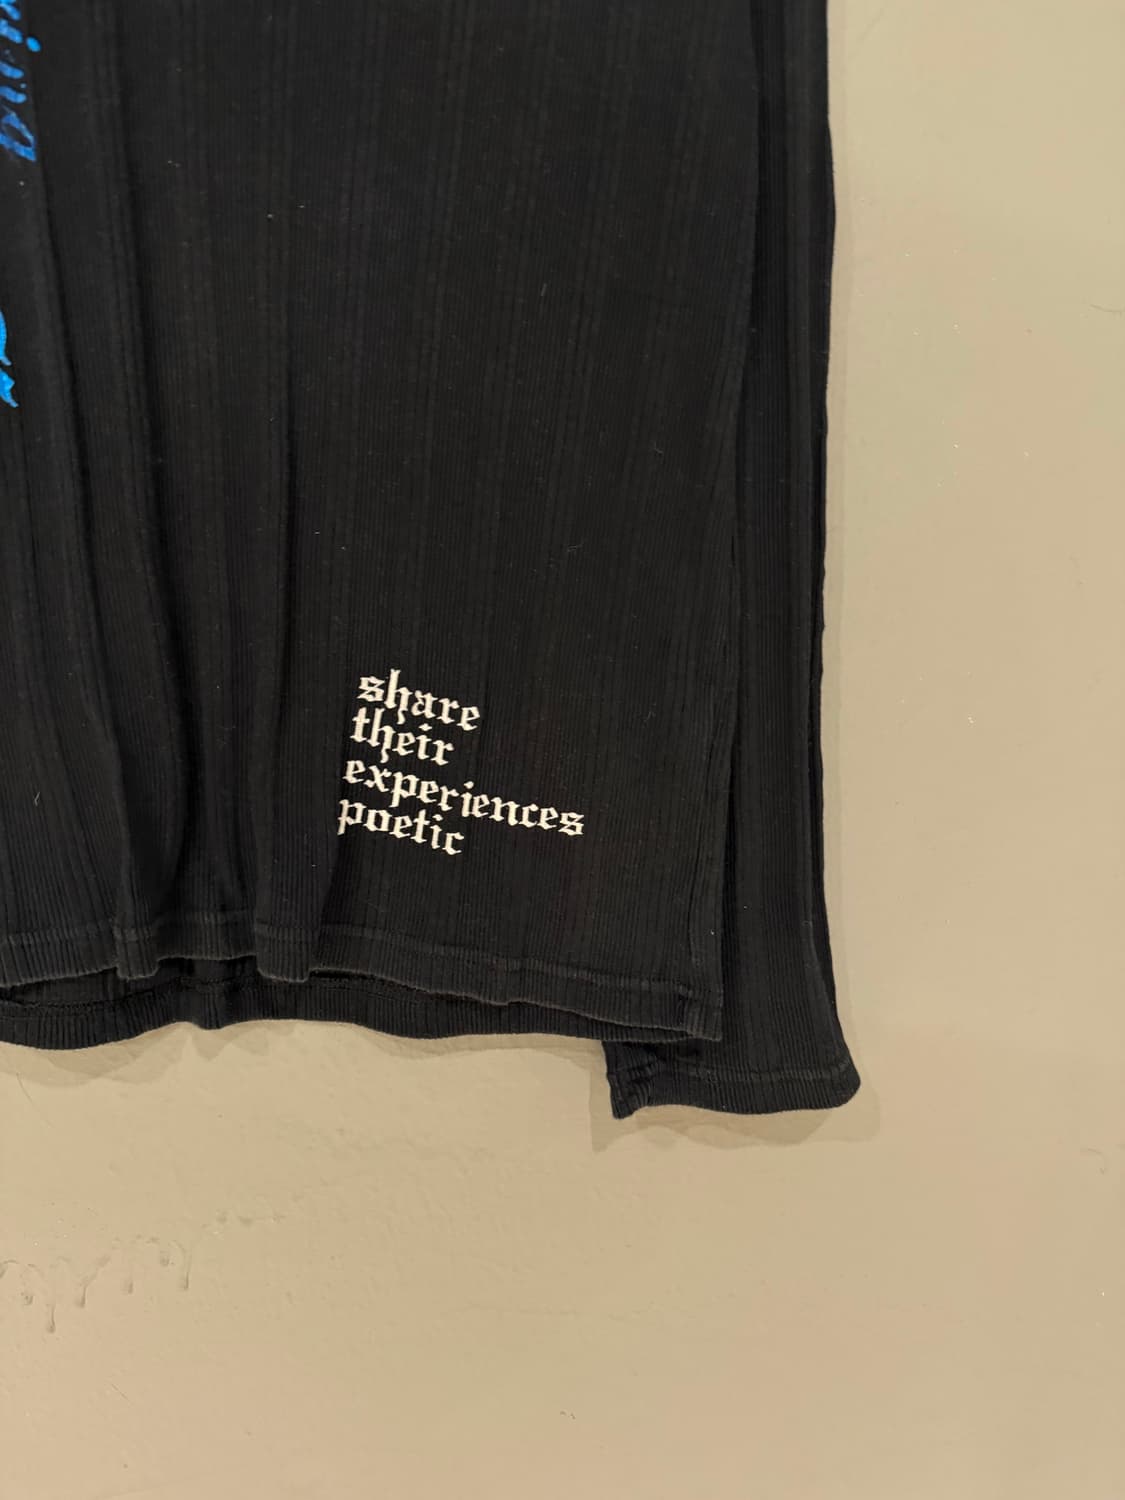 share
their
experiences
poetic